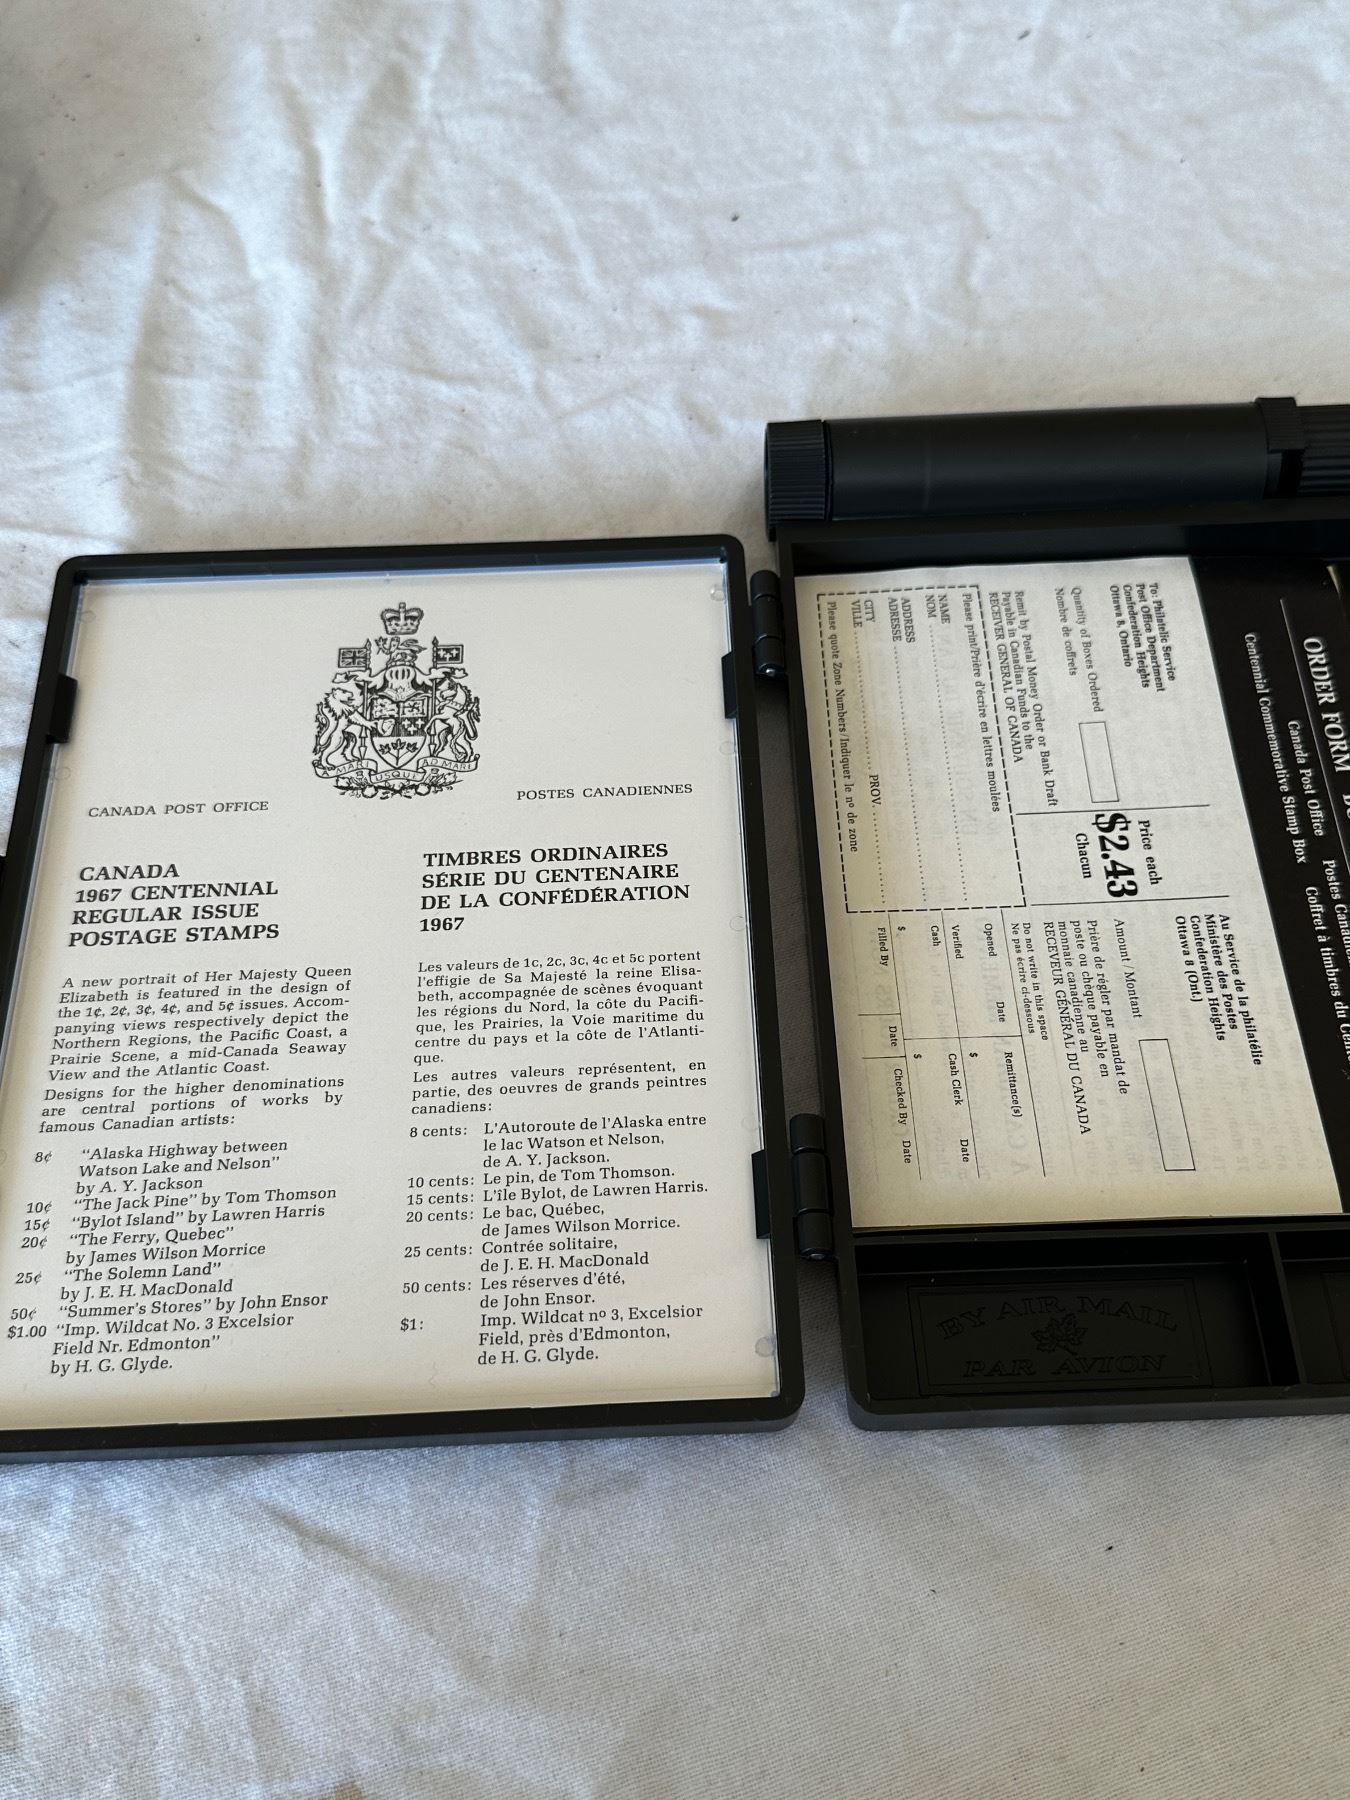 A MARI USQUE AD MARE
CANADA POST OFFICE
CANADA
1967 CENTENNIAL
REGULAR ISSUE
POSTAGE STAMPS
A new portrait of Her Majesty Queen
Elizabeth is featured in the design of
the 1¢, 2¢, 3¢, 4¢, and 5¢ issues. Accom-
panying views respectively depict the
Northern Regions, the Pacific Coast, a
Prairie Scene, a mid-Canada Seaway
View and the Atlantic Coast.
Designs for the higher denominations
are central portions of works by
famous Canadian artists:
8¢ "Alaska Highway between
Watson Lake and Nelson"
by A. Y. Jackson
10¢ "The Jack Pine" by Tom Thomson
15¢ "Bylot Island" by Lawren Harris
20¢ "The Ferry, Quebec"
by James Wilson Morrice
25¢ "The Solemn Land"
by J. E. H. MacDonald
50¢ "Summer's Stores" by John Ensor
$1.00 "Imp. Wildcat No. 3 Excelsior
Field Nr. Edmonton"
by H. G. Glyde.
POSTES CANADIENNES
TIMBRES ORDINAIRES
SÉRIE DU CENTENAIRE
DE LA CONFÉDÉRATION
1967
Les valeurs de 1c, 2c, 3c, 4c et 5c portent
l'effigie de Sa Majesté la reine Elisa-
beth, accompagnée de scènes évoquant
les régions du Nord, la côte du Pacifi-
que, les Prairies, la Voie maritime du
centre du pays et la côte de l'Atlanti-
que.
Les autres valeurs représentent, en
partie, des oeuvres de grands peintres
canadiens:
8 cents: L'Autoroute de l'Alaska entre
le lac Watson et Nelson,
de A. Y. Jackson.
10 cents: Le pin, de Tom Thomson.
15 cents: L'île Bylot, de Lawren Harris.
20 cents: Le bac, Québec,
de James Wilson Morrice.
25 cents: Contrée solitaire,
de J. E. H. MacDonald
50 cents: Les réserves d'été,
de John Ensor.
$1: Imp. Wildcat nº 3, Excelsior
Field, près d'Edmonton,
de H. G. Glyde.
ORDER FORM
Canada Post Office Postes
Centennial Commemorative Stamp Box Coffret à timbres du
To: Philatelic Service
Post Office Department
Confederation Heights
Ottawa 8, Ontario
Au Service de la philatélie
Ministère des Postes
Confederation Heights
Ottawa 8 (Ont.)
Quantity of Boxes Ordered
Nombre de coffrets
Price each
$2.43
Chacun
Amount / Montant
Remit by Postal Money Order or Bank Draft
Payable in Canadian Funds to the
RECEIVER GENERAL OF CANADA
Prière de régler par mandat de
poste ou chèque payable en
monnaie canadienne au
RECEVEUR GÉNÉRAL DU CANADA
Please print/Prière d'écrire en lettres moulées
NAME
NOM
ADDRESS
ADRESSE
CITY
VILLE PROV.
Please quote Zone Numbers/Indiquer le nº de zone
Do not write in this space
Ne pas écrire ci-dessous
Opened Date Remittance(s)
$
Verified Cash Clerk Date
Cash $
$
Filled By Date Checked By Date
BY AIR MAIL
PAR AVION